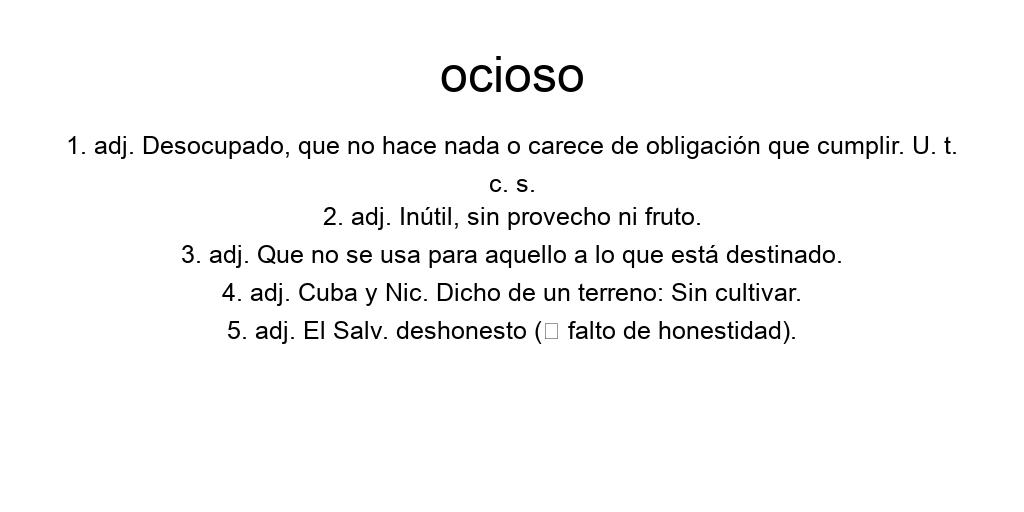 ocioso
1. adj. Desocupado, que no hace nada o carece de obligación que cumplir. U. t.
c. s.
2. adj. Inútil, sin provecho ni fruto.
3. adj. Que no se usa para aquello a lo que está destinado.
4. adj. Cuba y Nic. Dicho de un terreno: Sin cultivar.
5. adj. El Salv. deshonesto (□ falto de honestidad).